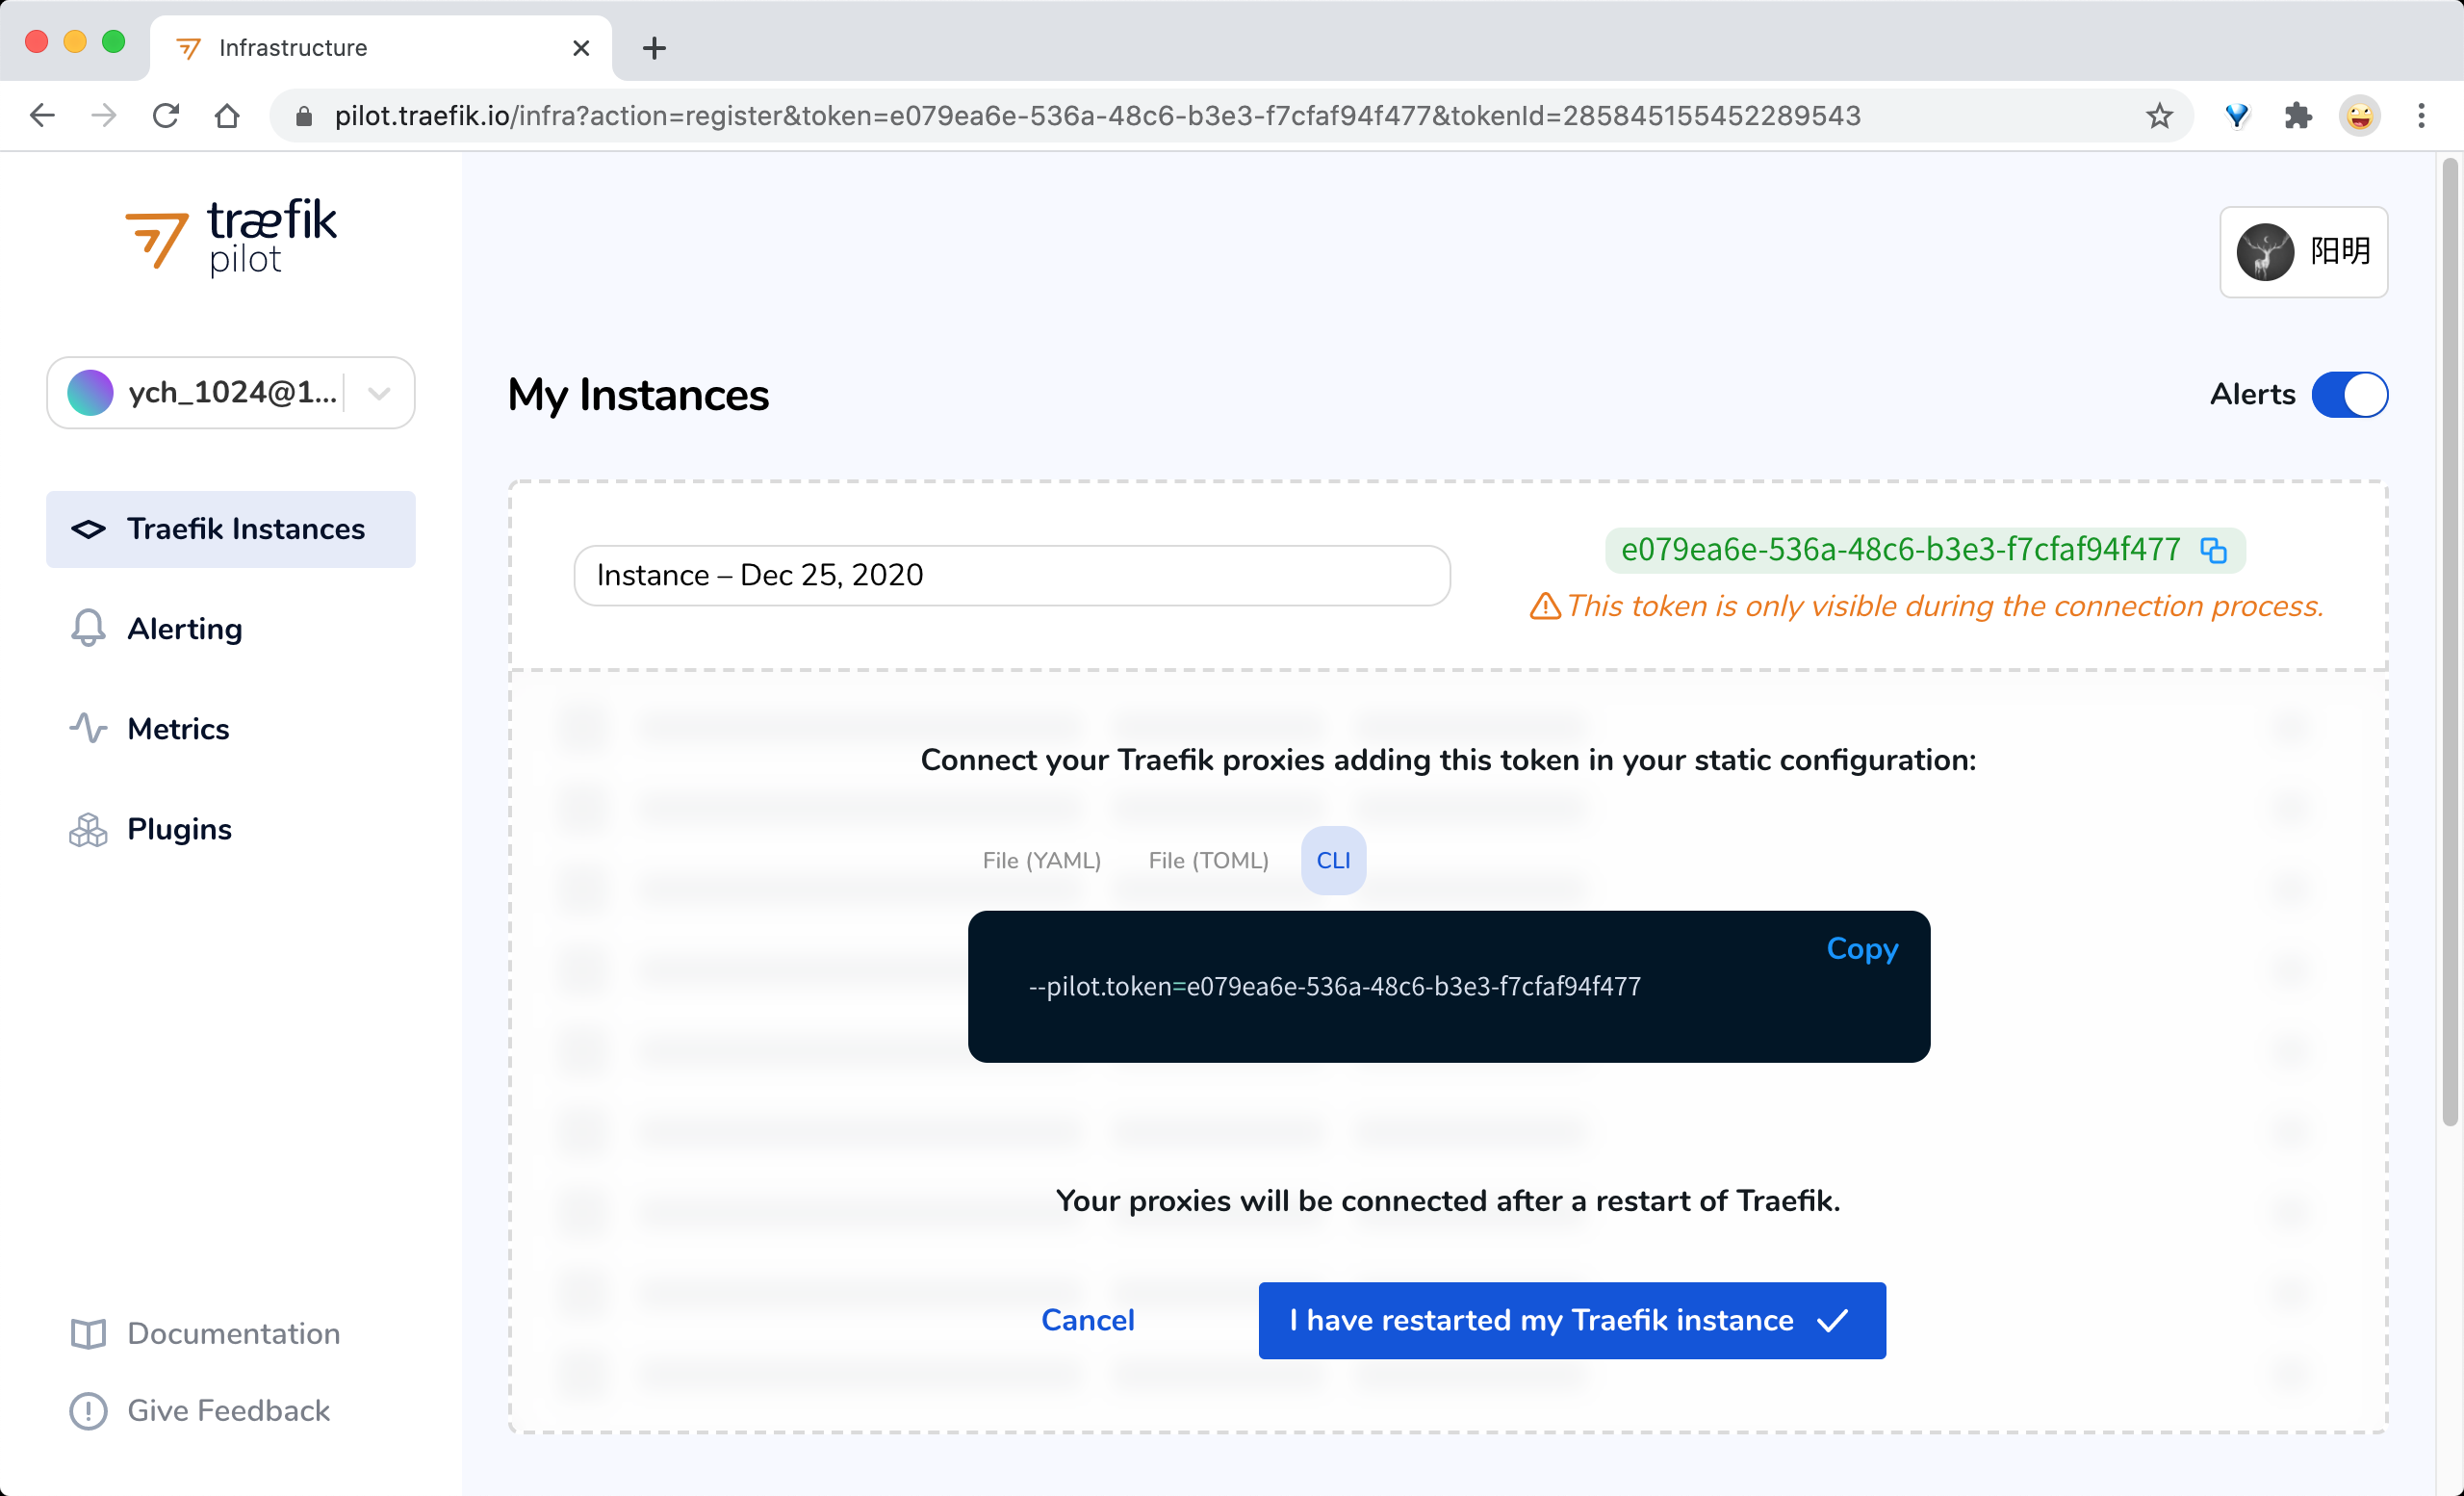 Infrastructure
pilot.traefik.io/infra?action=register&token=e079ea6e-536a-48c6-b3e3-f7cfaf94f477&tokenId=285845155452289543
træfik
pilot
阳明
ych_1024@1...
My Instances
Alerts
Traefik Instances
Instance – Dec 25, 2020
e079ea6e-536a-48c6-b3e3-f7cfaf94f477
This token is only visible during the connection process.
Alerting
Metrics
Plugins
Connect your Traefik proxies adding this token in your static configuration:
File (YAML) File (TOML) CLI
Copy
--pilot.token=e079ea6e-536a-48c6-b3e3-f7cfaf94f477
Your proxies will be connected after a restart of Traefik.
Cancel
I have restarted my Traefik instance
Documentation
Give Feedback